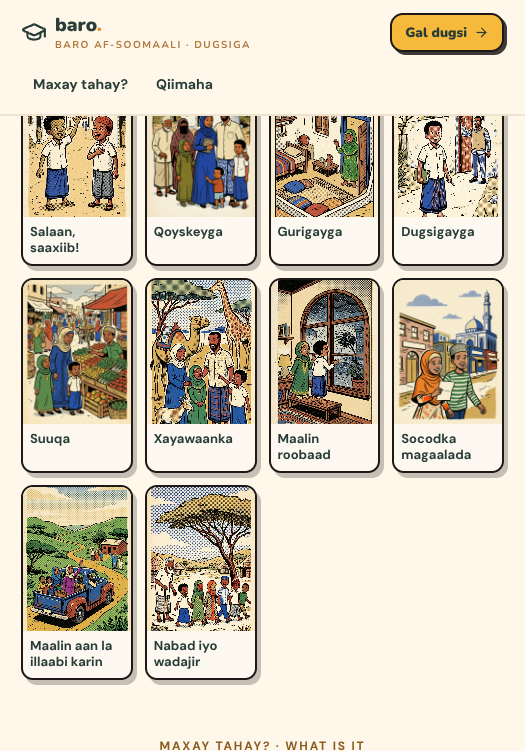 baro.
BARO AF-SOOMAALI · DUGSIGA
Gal dugsi →
Maxay tahay?
Qiimaha
Salaan,
saaxiib!
Qoyskeyga
Gurigayga
Dugsigayga
Suuqa
Xayawaanka
Maalin
roobaad
Socodka
magaalada
Maalin aan la
illaabi karin
Nabad iyo
wadajir
MAXAY TAHAY? · WHAT IS IT